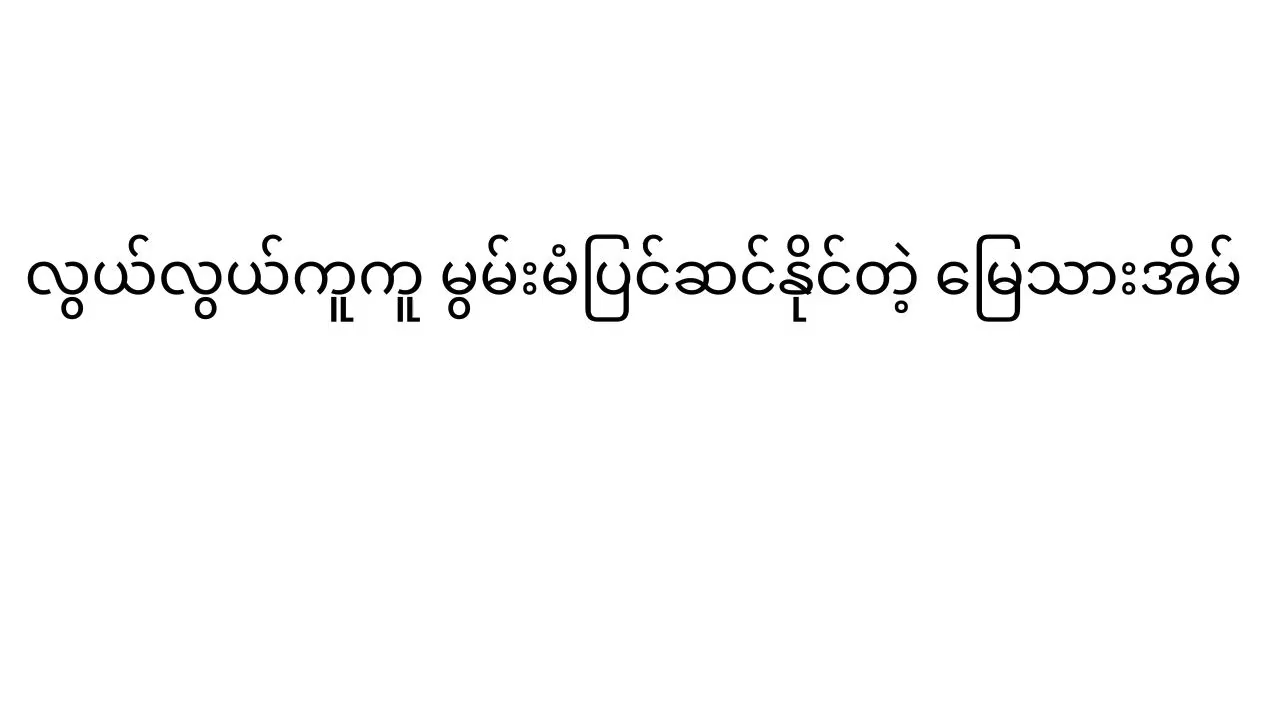 လွယ်လွယ်ကူကူ မွမ်းမံပြင်ဆင်နိုင်တဲ့ မြေသားအိမ်